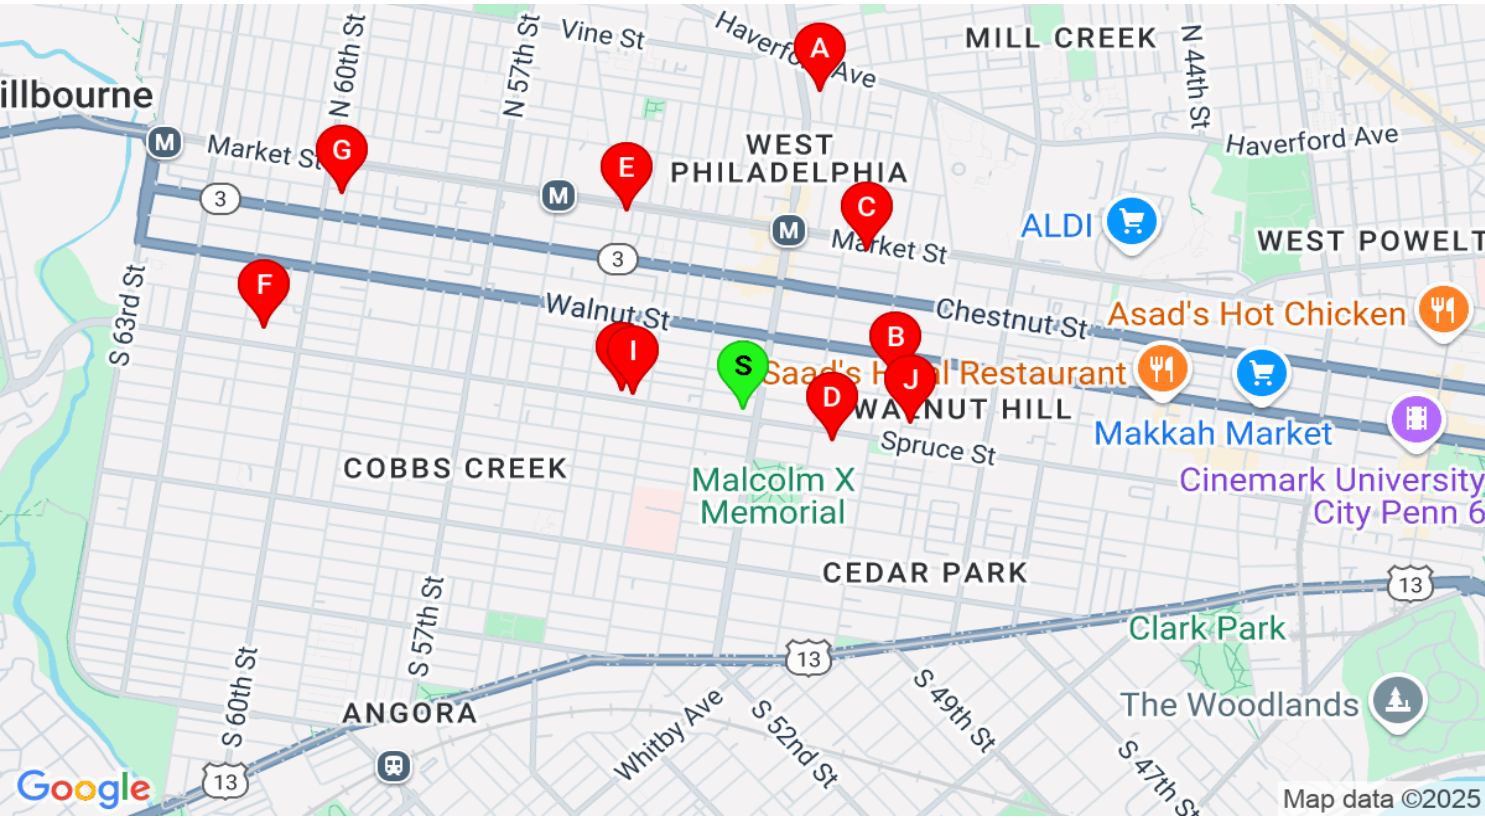 Vine St
Haverford Ave
MILL CREEK
N 44th St
N 60th St
N 57th St
A
illbourne
M
Market St
G
E
WEST
PHILADELPHIA
Haverford Ave
3
M
C
M
Market St
ALDI
WEST POWELT
3
F
S 63rd St
Walnut St
Chestnut St
Asad's Hot Chicken
B
I
S
Saad's H al Restaurant
J
D
WALNUT HILL
Makkah Market
Spruce St
COBBS CREEK
Malcolm X
Memorial
Cinemark University
City Penn 6
CEDAR PARK
13
S 57th St
Clark Park
13
S 60th St
ANGORA
Whitby Ave
S 52nd St
S 49th St
The Woodlands
S 47th St
13
Google
Map data ©2025